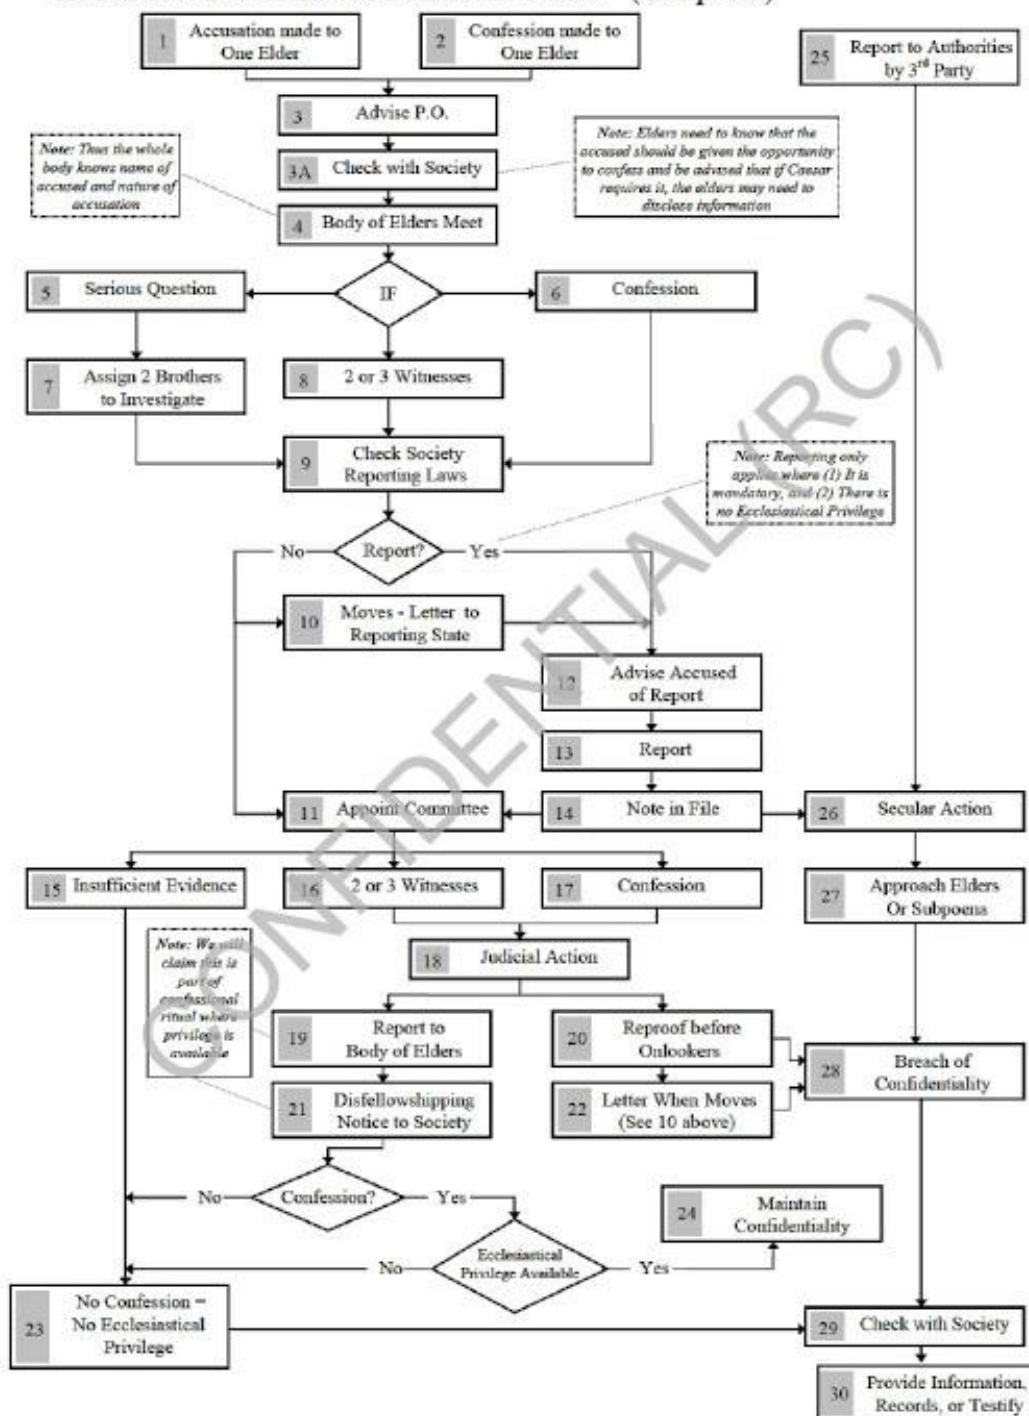 1 Accusation made to
One Elder
2 Confession made to
One Elder
25 Report to Authorities
by 3rd Party
3 Advise P.O.
Note: Thus the whole
body knows name of
accused and nature of
accusation
3A Check with Society
Note: Elders need to know that the
accused should be given the opportunity
to confess and be advised that if Caesar
requires it, the elders may need to
disclose information
4 Body of Elders Meet
5 Serious Question
IF
6 Confession
7 Assign 2 Brothers
to Investigate
8 2 or 3 Witnesses
9 Check Society
Reporting Laws
Note: Reporting only
applies where (1) It is
mandatory, and (2) There is
no Ecclesiastical Privilege
No
Report?
Yes
10 Moves - Letter to
Reporting State
12 Advise Accused
of Report
13 Report
11 Appoint Committee
14 Note in File
26 Secular Action
15 Insufficient Evidence
16 2 or 3 Witnesses
17 Confession
27 Approach Elders
Or Subpoena
Note: We will
claim this is
part of
confessional
ritual where
privilege is
available
18 Judicial Action
19 Report to
Body of Elders
20 Reproof before
Onlookers
28 Breach of
Confidentiality
21 Disfellowshipping
Notice to Society
22 Letter When Moves
(See 10 above)
No
Confession?
Yes
24 Maintain
Confidentiality
No
Ecclesiastical
Privilege Available
Yes
23 No Confession =
No Ecclesiastical
Privilege
29 Check with Society
30 Provide Information,
Records, or Testify
CONFIDENTIAL (RC)